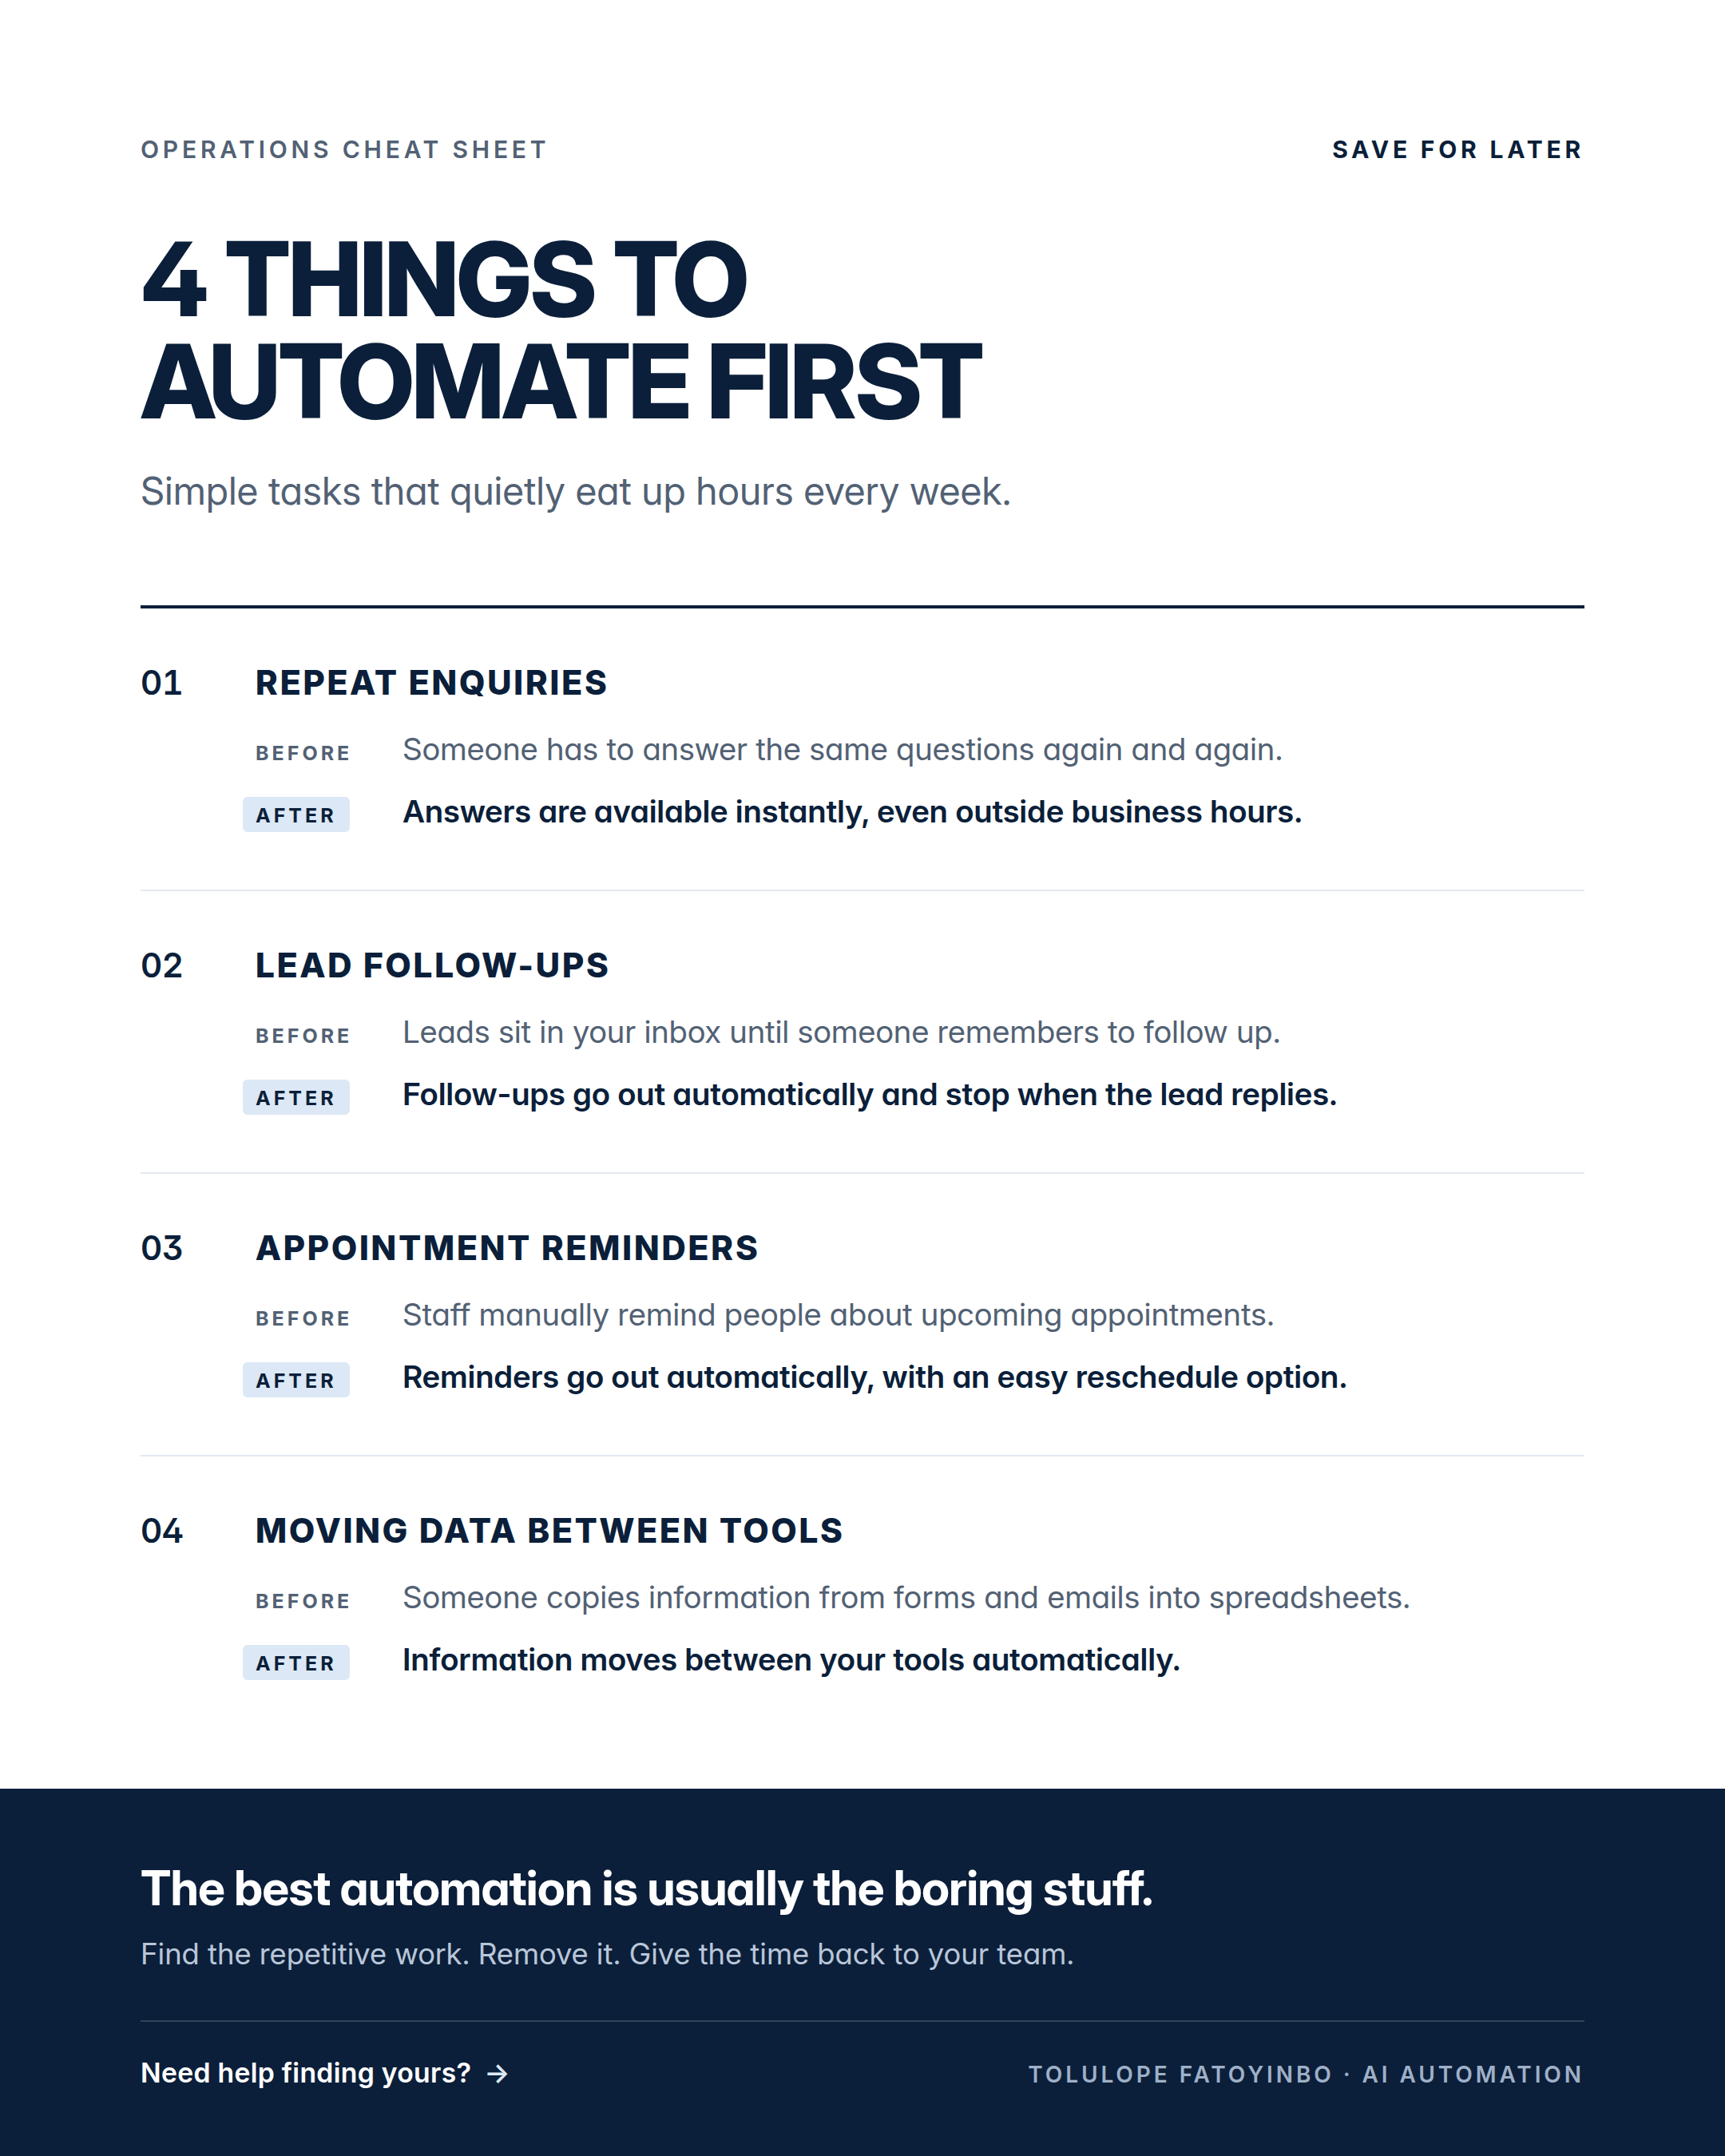 OPERATIONS CHEAT SHEET
SAVE FOR LATER
4 THINGS TO
AUTOMATE FIRST
Simple tasks that quietly eat up hours every week.
01 REPEAT ENQUIRIES
BEFORE Someone has to answer the same questions again and again.
AFTER Answers are available instantly, even outside business hours.
02 LEAD FOLLOW-UPS
BEFORE Leads sit in your inbox until someone remembers to follow up.
AFTER Follow-ups go out automatically and stop when the lead replies.
03 APPOINTMENT REMINDERS
BEFORE Staff manually remind people about upcoming appointments.
AFTER Reminders go out automatically, with an easy reschedule option.
04 MOVING DATA BETWEEN TOOLS
BEFORE Someone copies information from forms and emails into spreadsheets.
AFTER Information moves between your tools automatically.
The best automation is usually the boring stuff.
Find the repetitive work. Remove it. Give the time back to your team.
Need help finding yours? →
TOLULOPE FATOYINBO · AI AUTOMATION